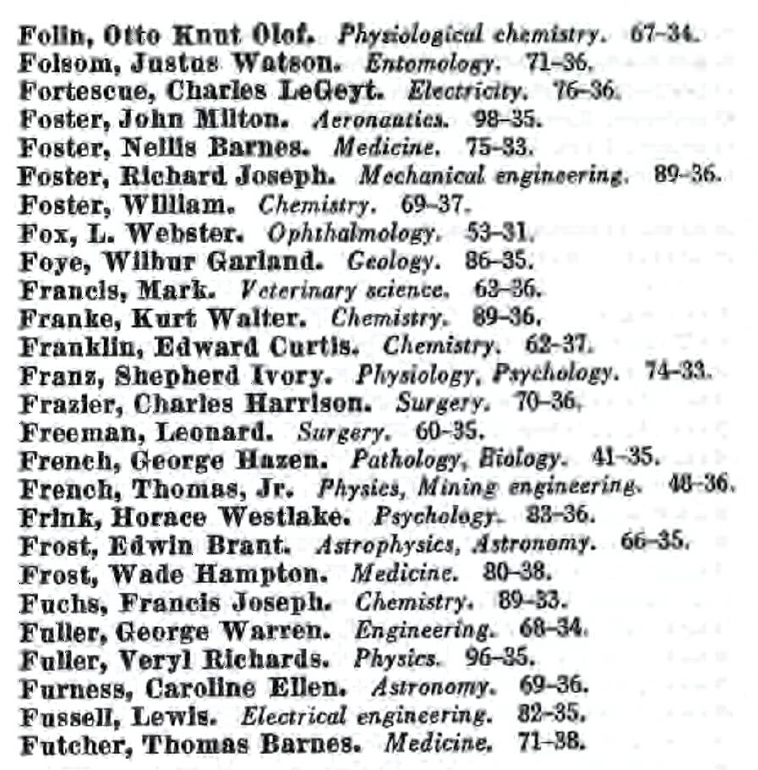 Folin, Otto Knut Olof. Physiological chemistry. 67–34.
Folsom, Justus Watson. Entomology. 71–36.
Fortescue, Charles LeGeyt. Electricity. 76–36.
Foster, John Milton. Aeronautics. 98–35.
Foster, Nellis Barnes. Medicine. 75–33.
Foster, Richard Joseph. Mechanical engineering. 89–36.
Foster, William. Chemistry. 69–37.
Fox, L. Webster. Ophthalmology. 53–31.
Foye, Wilbur Garland. Geology. 86–35.
Francis, Mark. Veterinary science. 63–36.
Franke, Kurt Walter. Chemistry. 89–36.
Franklin, Edward Curtis. Chemistry. 62–37.
Franz, Shepherd Ivory. Physiology, Psychology. 74–33.
Frazier, Charles Harrison. Surgery. 70–36.
Freeman, Leonard. Surgery. 60–35.
French, George Hazen. Pathology, Biology. 41–35.
French, Thomas, Jr. Physics, Mining engineering. 48–36.
Frink, Horace Westlake. Psychology. 83–36.
Frost, Edwin Brant. Astrophysics, Astronomy. 66–35.
Frost, Wade Hampton. Medicine. 80–38.
Fuchs, Francis Joseph. Chemistry. 89–33.
Fuller, George Warren. Engineering. 68–34.
Fuller, Veryl Richards. Physics. 96–35.
Furness, Caroline Ellen. Astronomy. 69–36.
Fussell, Lewis. Electrical engineering. 82–35.
Futcher, Thomas Barnes. Medicine. 71–38.